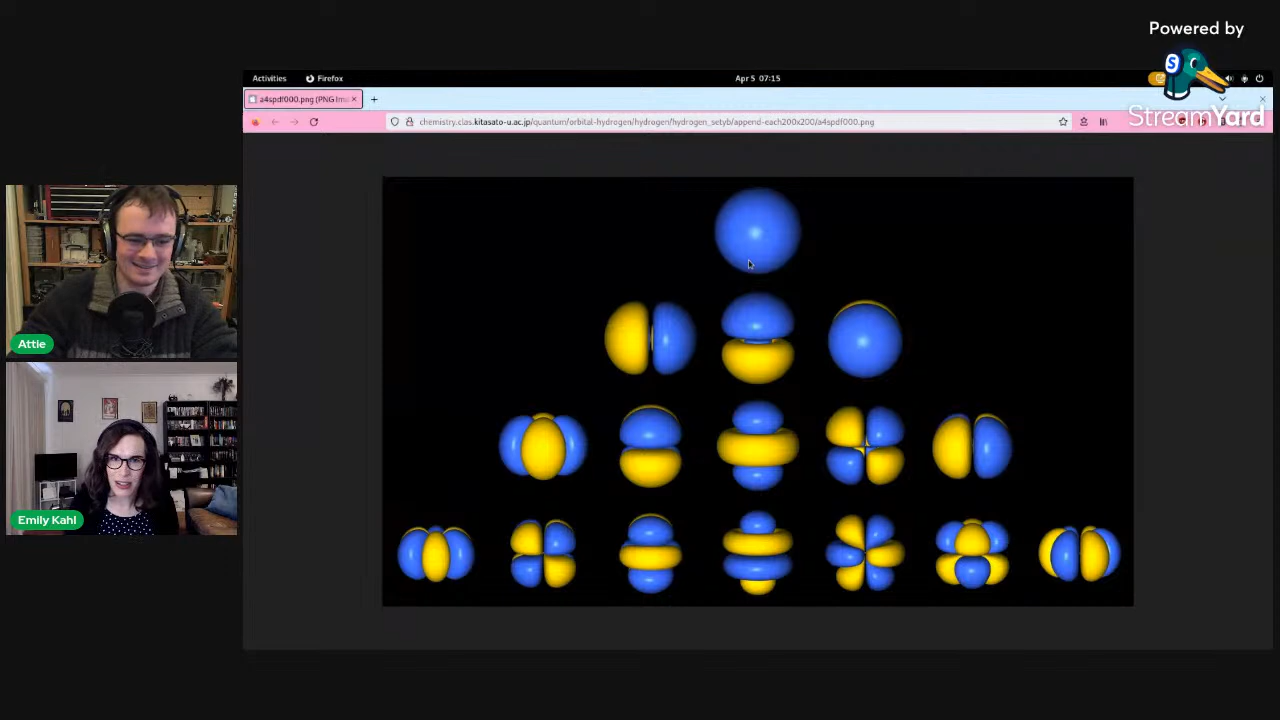 Powered by
S
StreamYard
Activities
Firefox
Apr 5 07:15
a4spdf000.png (PNG Ima
chemistry.clas.kitasato-u.ac.jp/quantum/orbital-hydrogen/hydrogen/hydrogen_setyb/append-each200x200/a4spdf000.png
Attie
Emily Kahl